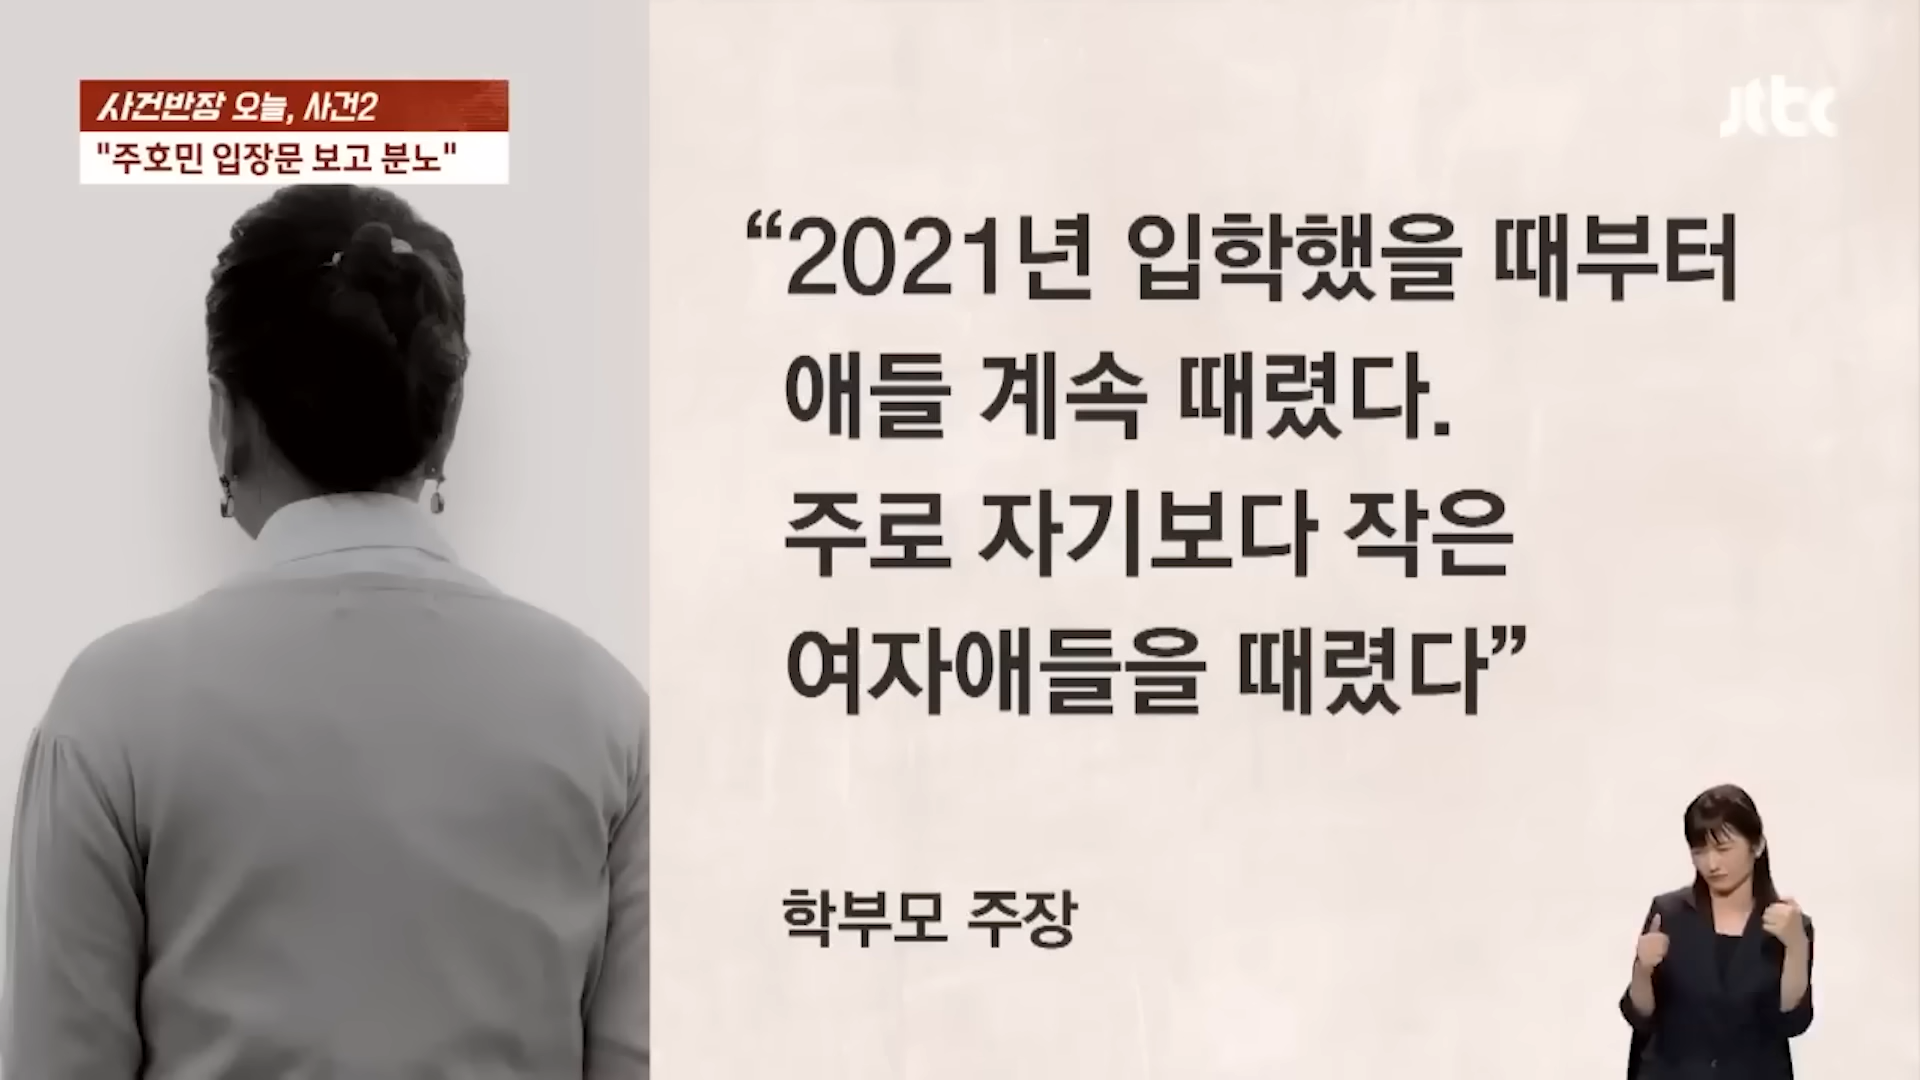 사건반장 오늘, 사건2
"주호민 입장문 보고 분노"
jtbc
“2021년 입학했을 때부터
애들 계속 때렸다.
주로 자기보다 작은
여자애들을 때렸다”
학부모 주장